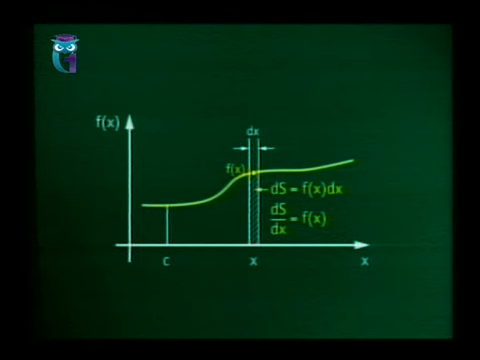 f(x)
dx
f(x)
dS = f(x)dx
dS
dx
= f(x)
c
x
x